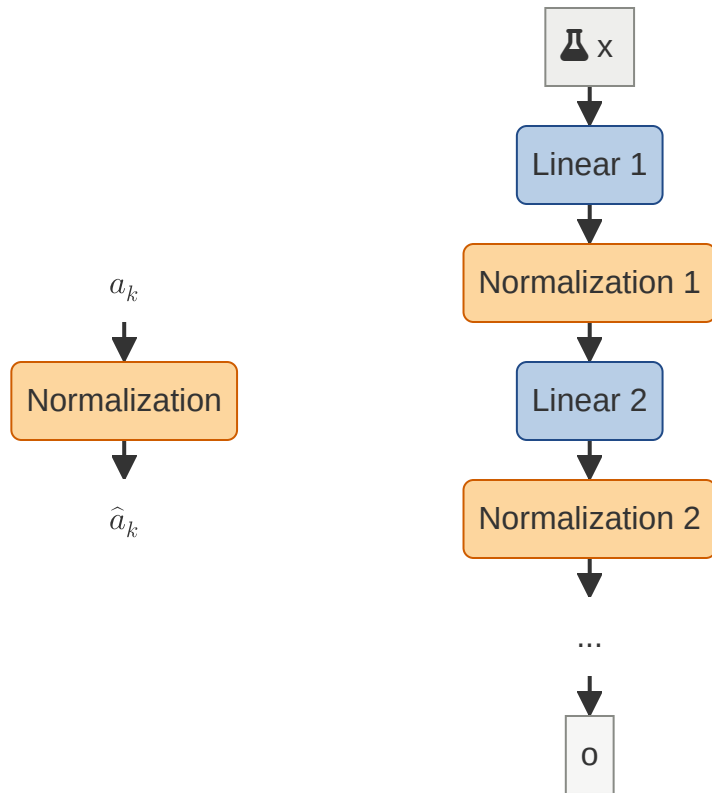 a_k
Normalization
â_k
x
Linear 1
Normalization 1
Linear 2
Normalization 2
...
o